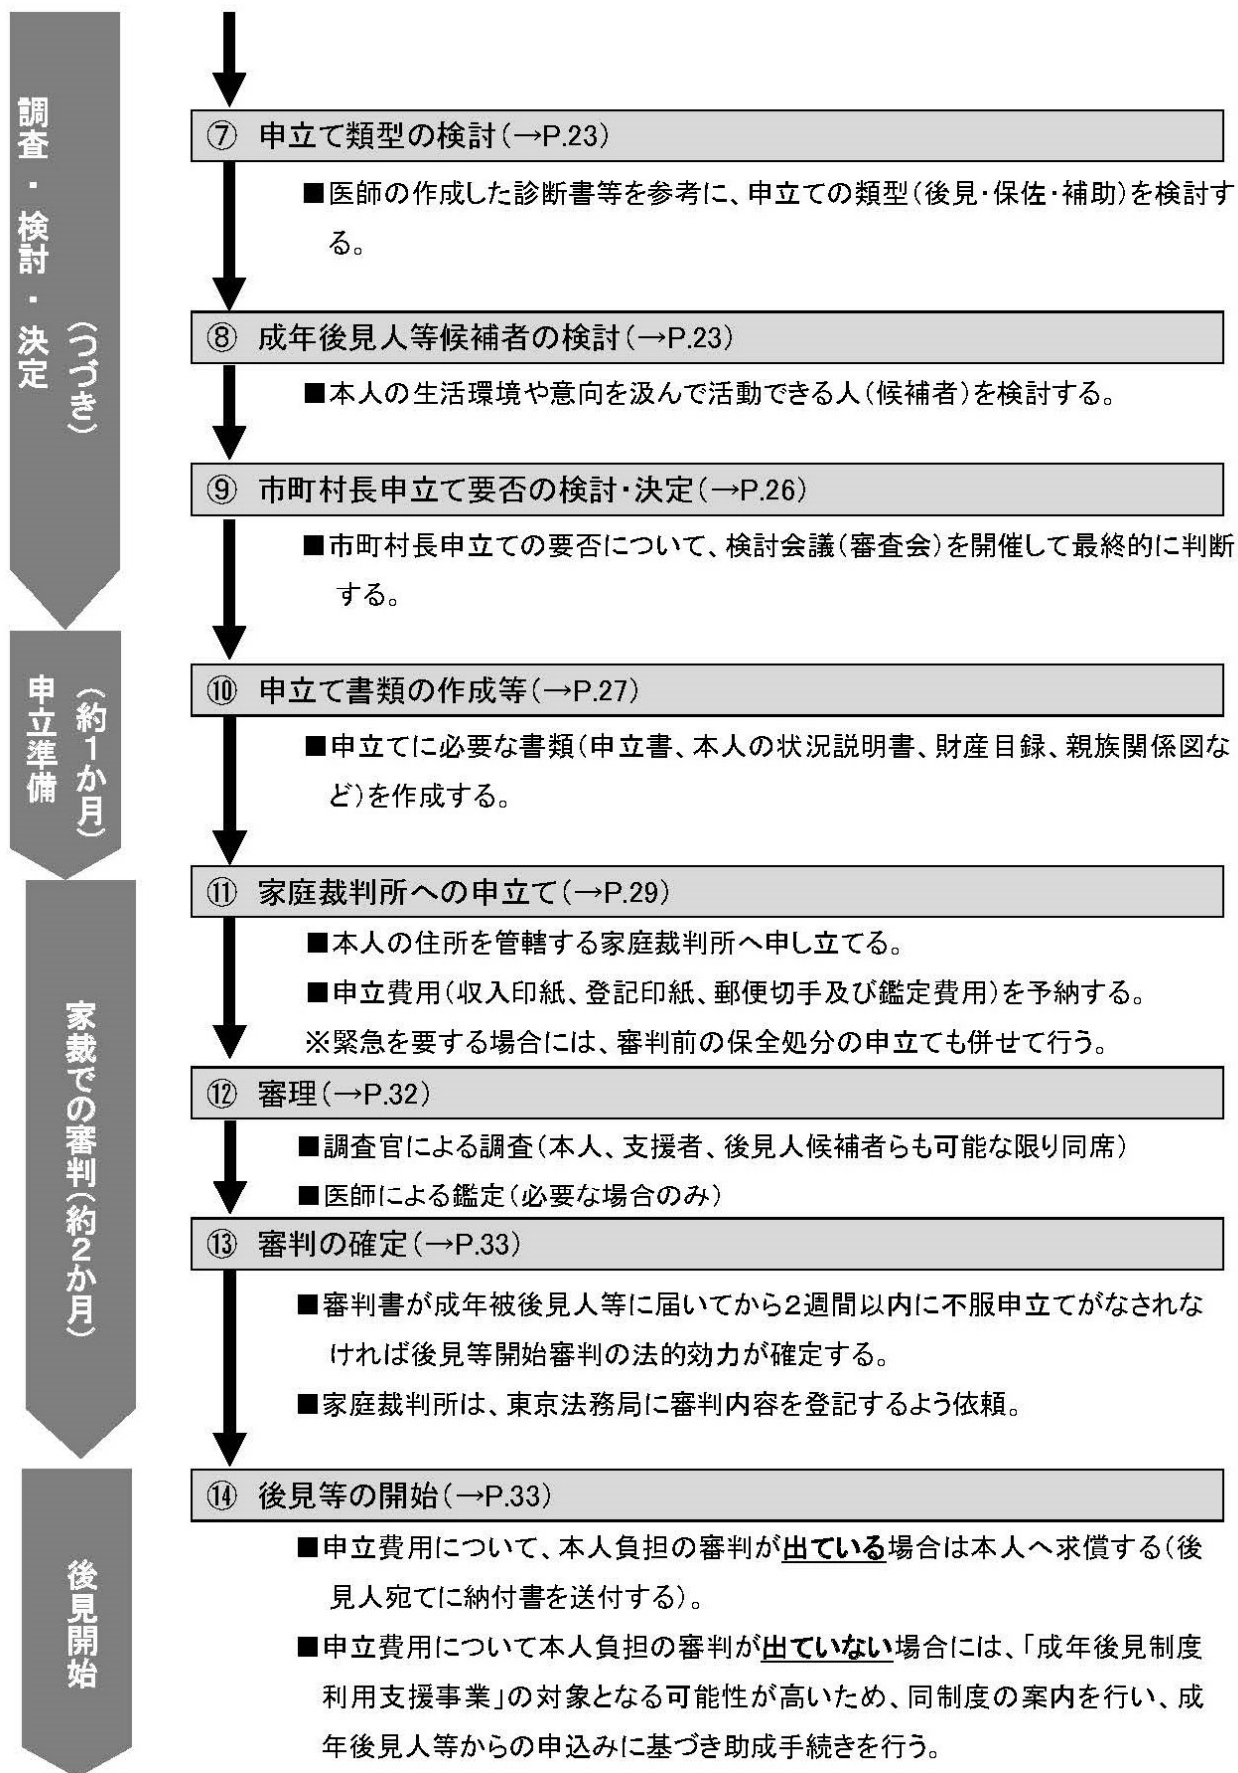 調査・検討・決定
（つづき）
⑦ 申立て類型の検討(→P.23)
■医師の作成した診断書等を参考に、申立ての類型(後見・保佐・補助)を検討す
る。
⑧ 成年後見人等候補者の検討(→P.23)
■本人の生活環境や意向を汲んで活動できる人(候補者)を検討する。
⑨ 市町村長申立て要否の検討・決定(→P.26)
■市町村長申立ての要否について、検討会議(審査会)を開催して最終的に判断
する。
申立準備
（約１か月）
⑩ 申立て書類の作成等(→P.27)
■申立てに必要な書類(申立書、本人の状況説明書、財産目録、親族関係図な
ど)を作成する。
家裁での審判（約２か月）
⑪ 家庭裁判所への申立て(→P.29)
■本人の住所を管轄する家庭裁判所へ申し立てる。
■申立費用(収入印紙、登記印紙、郵便切手及び鑑定費用)を予納する。
※緊急を要する場合には、審判前の保全処分の申立ても併せて行う。
⑫ 審理(→P.32)
■調査官による調査(本人、支援者、後見人候補者らも可能な限り同席)
■医師による鑑定(必要な場合のみ)
⑬ 審判の確定(→P.33)
■審判書が成年被後見人等に届いてから２週間以内に不服申立てがなされな
ければ後見等開始審判の法的効力が確定する。
■家庭裁判所は、東京法務局に審判内容を登記するよう依頼。
後見開始
⑭ 後見等の開始(→P.33)
■申立費用について、本人負担の審判が出ている場合は本人へ求償する(後
見人宛てに納付書を送付する)。
■申立費用について本人負担の審判が出ていない場合には、「成年後見制度
利用支援事業」の対象となる可能性が高いため、同制度の案内を行い、成
年後見人等からの申込みに基づき助成手続きを行う。